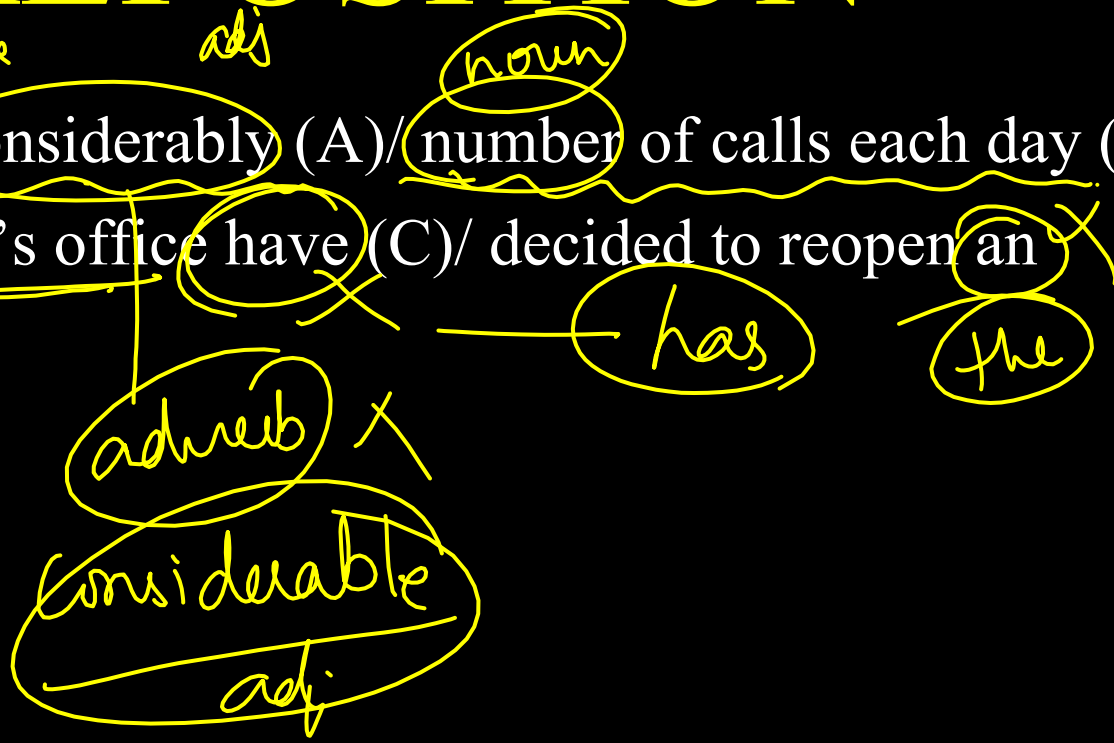 adj
noun
nsiderably (A)/ number of calls each day (
's office have (C)/ decided to reopen an
has
the
adverb
considerable
adj